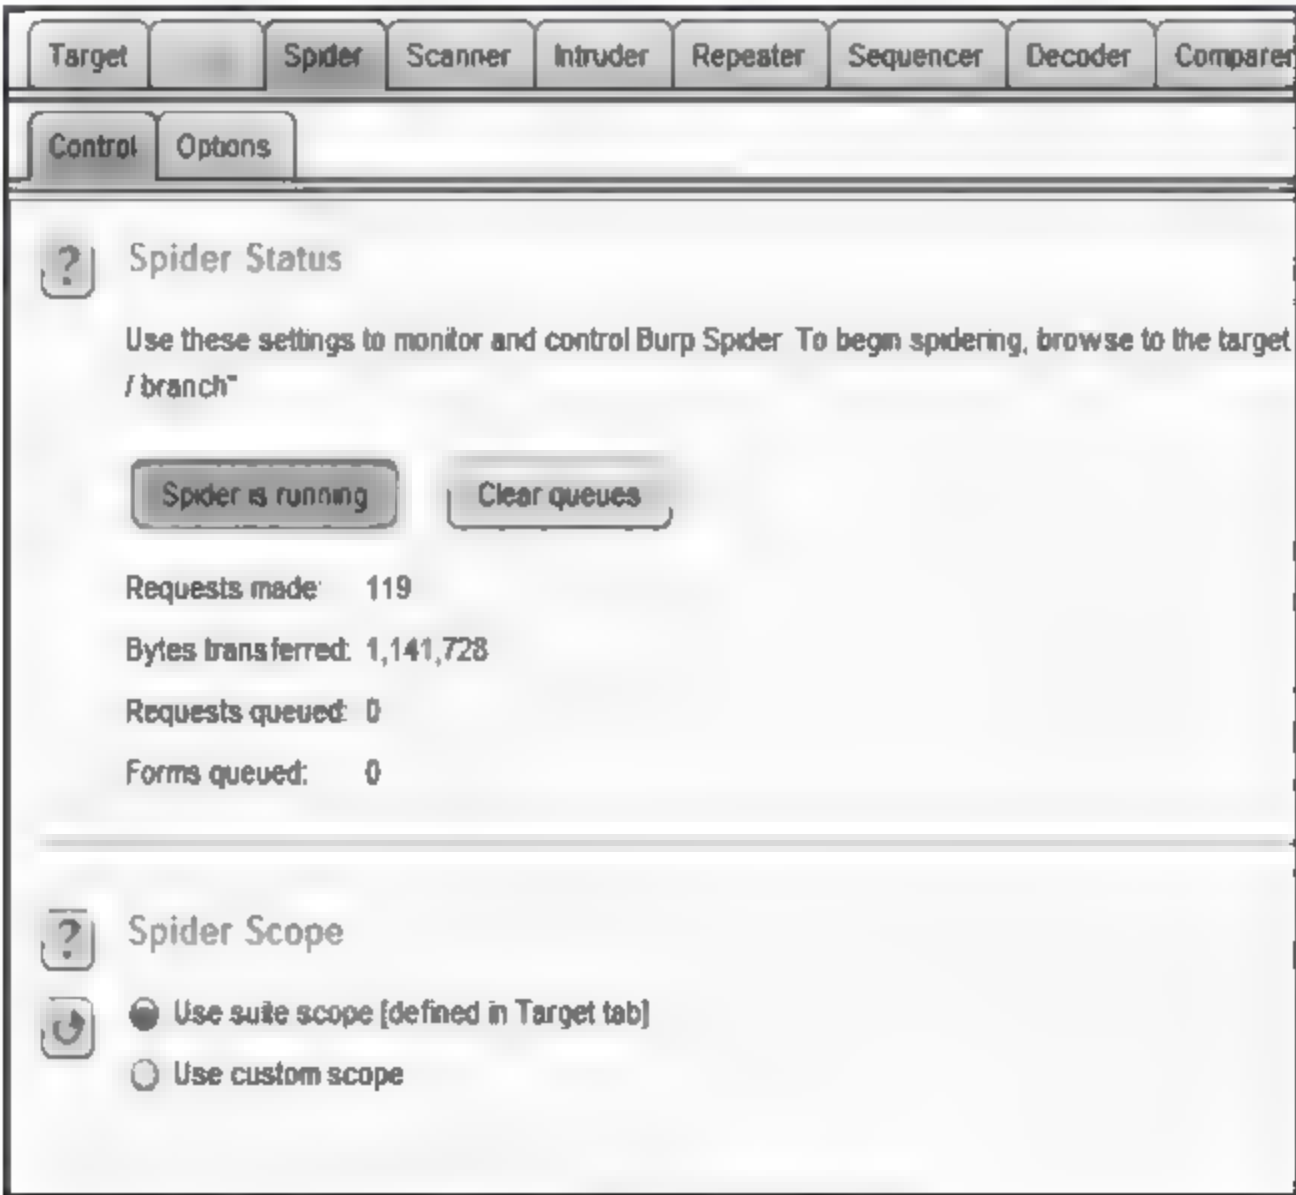 Target Spider Scanner Intruder Repeater Sequencer Decoder Comparer
Control Options
? Spider Status
Use these settings to monitor and control Burp Spider To begin spidering, browse to the target
/ branch"
Spider is running Clear queues
Requests made: 119
Bytes transferred: 1,141,728
Requests queued: 0
Forms queued: 0
? Spider Scope
Use suite scope [defined in Target tab]
Use custom scope